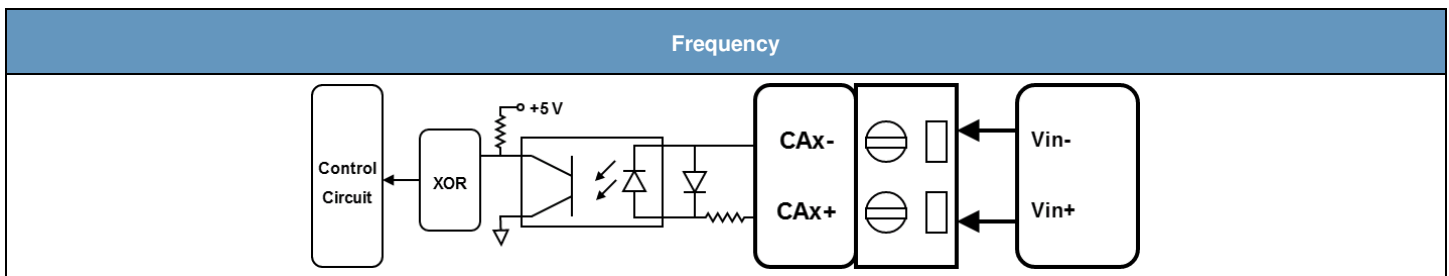 Frequency
+5 V
Control
Circuit
XOR
CAx-
CAx+
Vin-
Vin+